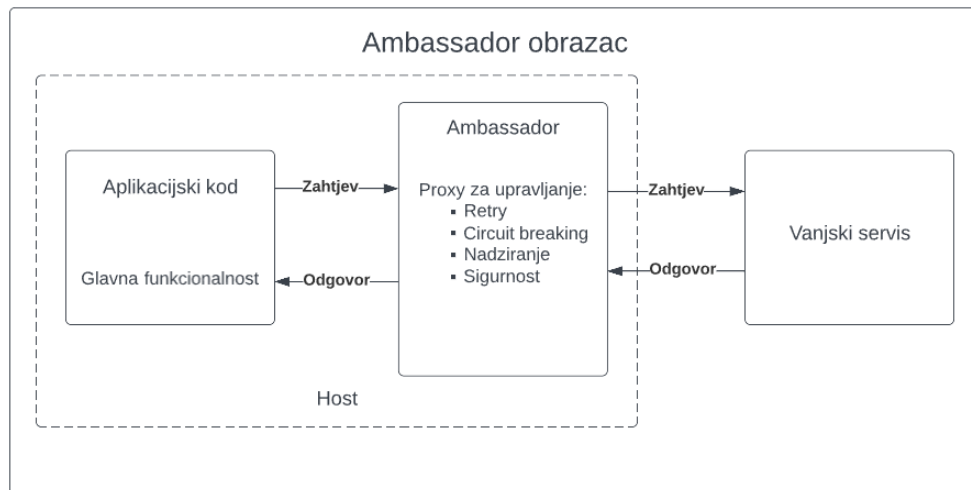 Ambassador obrazac
Ambassador
Aplikacijski kod
Zahtjev
Proxy za upravljanje:
▪ Retry
▪ Circuit breaking
▪ Nadziranje
▪ Sigurnost
Zahtjev
Vanjski servis
Glavna funkcionalnost
Odgovor
Odgovor
Host